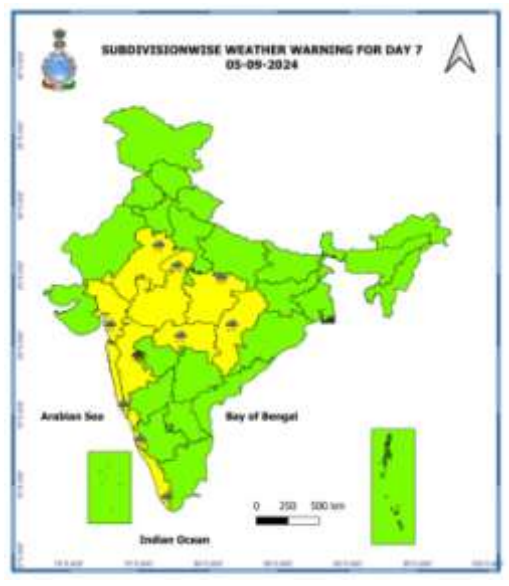 SUBDIVISIONWISE WEATHER WARNING FOR DAY 7
05-09-2024
Arabian Sea
Bay of Bengal
0 250 500 km
Indian Ocean